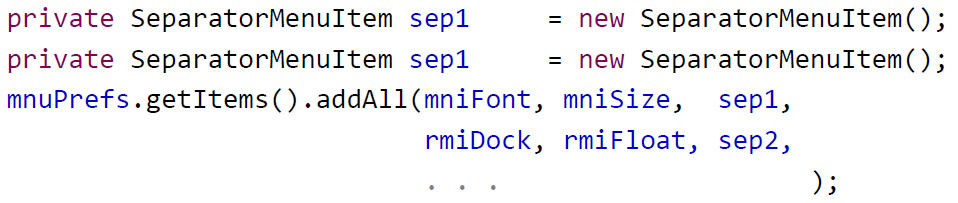 private SeparatorMenuItem sep1     = new SeparatorMenuItem();
private SeparatorMenuItem sep1     = new SeparatorMenuItem();
mnuPrefs.getItems().addAll(mniFont, mniSize,  sep1,
                           rmiDock, rmiFloat, sep2,
                           . . .                    );